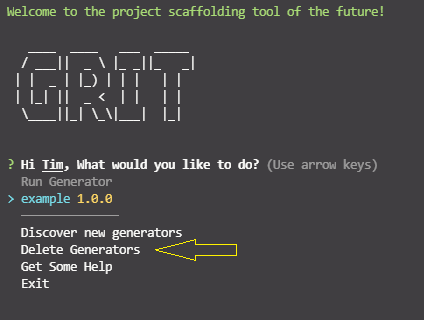 Welcome to the project scaffolding tool of the future!
GRIT
? Hi Tim, What would you like to do? (Use arrow keys)
Run Generator
> example 1.0.0
Discover new generators
Delete Generators
Get Some Help
Exit